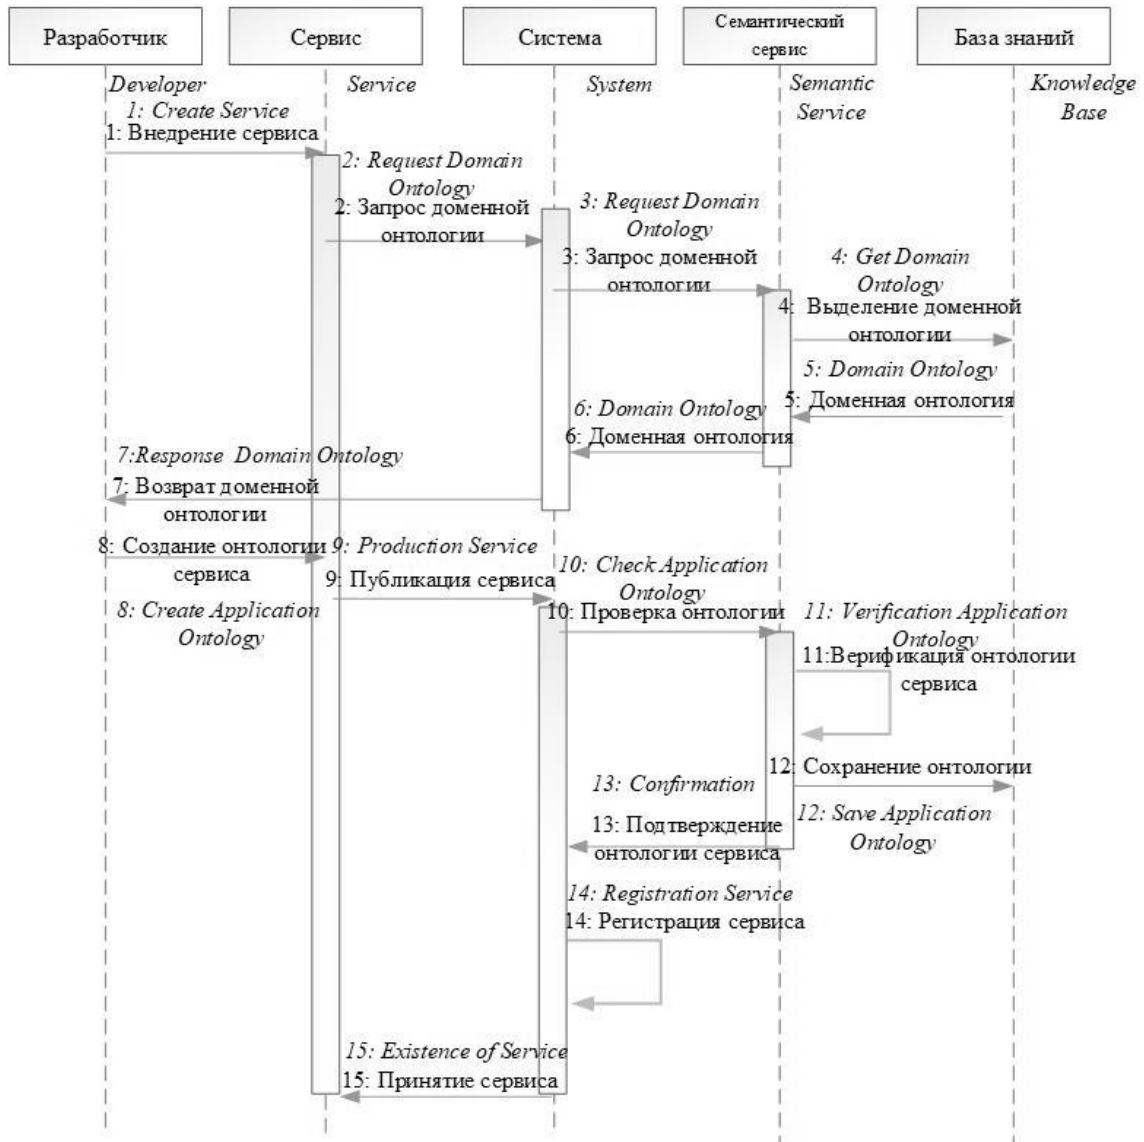 Разработчик
Сервис
Система
Семантический
сервис
База знаний
Developer
Service
System
Semantic
Service
Knowledge
Base
1: Create Service
1: Внедрение сервиса
2: Request Domain
Ontology
2: Запрос доменной
онтологии
3: Request Domain
Ontology
3: Запрос доменной
онтологии
4: Get Domain
Ontology
4: Выделение доменной
онтологии
5: Domain Ontology
5: Доменная онтология
6: Domain Ontology
6: Доменная онтология
7:Response Domain Ontology
7: Возврат доменной
онтологии
8: Создание онтологии
сервиса
8: Create Application
Ontology
9: Production Service
9: Публикация сервиса
10: Check Application
Ontology
10: Проверка онтологии
11: Verification Application
Ontology
11:Верификация онтологии
сервиса
12: Сохранение онтологии
12: Save Application
Ontology
13: Confirmation
13: Подтверждение
онтологии сервиса
14: Registration Service
14: Регистрация сервиса
15: Existence of Service
15: Принятие сервиса